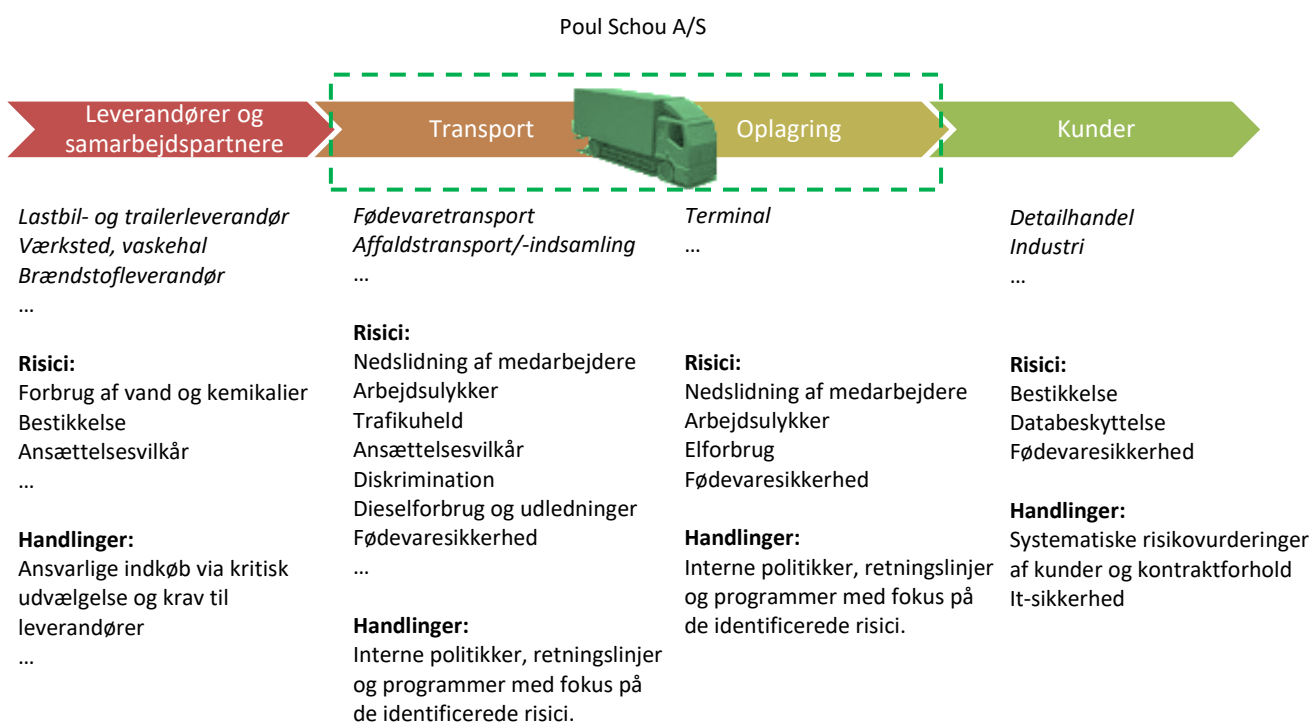 Poul Schou A/S
Leverandører og
samarbejdspartnere
Transport
Oplagring
Kunder
Lastbil- og trailerleverandør
Værksted, vaskehal
Brændstofleverandør
…
Risici:
Forbrug af vand og kemikalier
Bestikkelse
Ansættelsesvilkår
…
Handlinger:
Ansvarlige indkøb via kritisk
udvælgelse og krav til
leverandører
…
Fødevaretransport
Affaldstransport/-indsamling
…
Risici:
Nedslidning af medarbejdere
Arbejdsulykker
Trafikuheld
Ansættelsesvilkår
Diskrimination
Dieselforbrug og udledninger
Fødevaresikkerhed
…
Handlinger:
Interne politikker, retningslinjer
og programmer med fokus på
de identificerede risici.
Terminal
…
Risici:
Nedslidning af medarbejdere
Arbejdsulykker
Elforbrug
Fødevaresikkerhed
Handlinger:
Interne politikker, retningslinjer
og programmer med fokus på
de identificerede risici.
Detailhandel
Industri
…
Risici:
Bestikkelse
Databeskyttelse
Fødevaresikkerhed
Handlinger:
Systematiske risikovurderinger
af kunder og kontraktforhold
It-sikkerhed